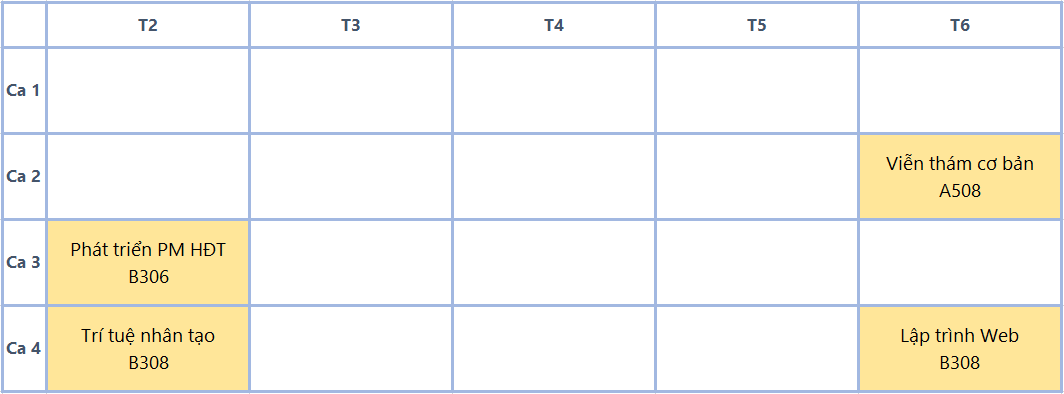 T2 T3 T4 T5 T6
Ca 1
Ca 2
Viễn thám cơ bản
A508
Ca 3
Phát triển PM HĐT
B306
Ca 4
Trí tuệ nhân tạo
B308
Lập trình Web
B308